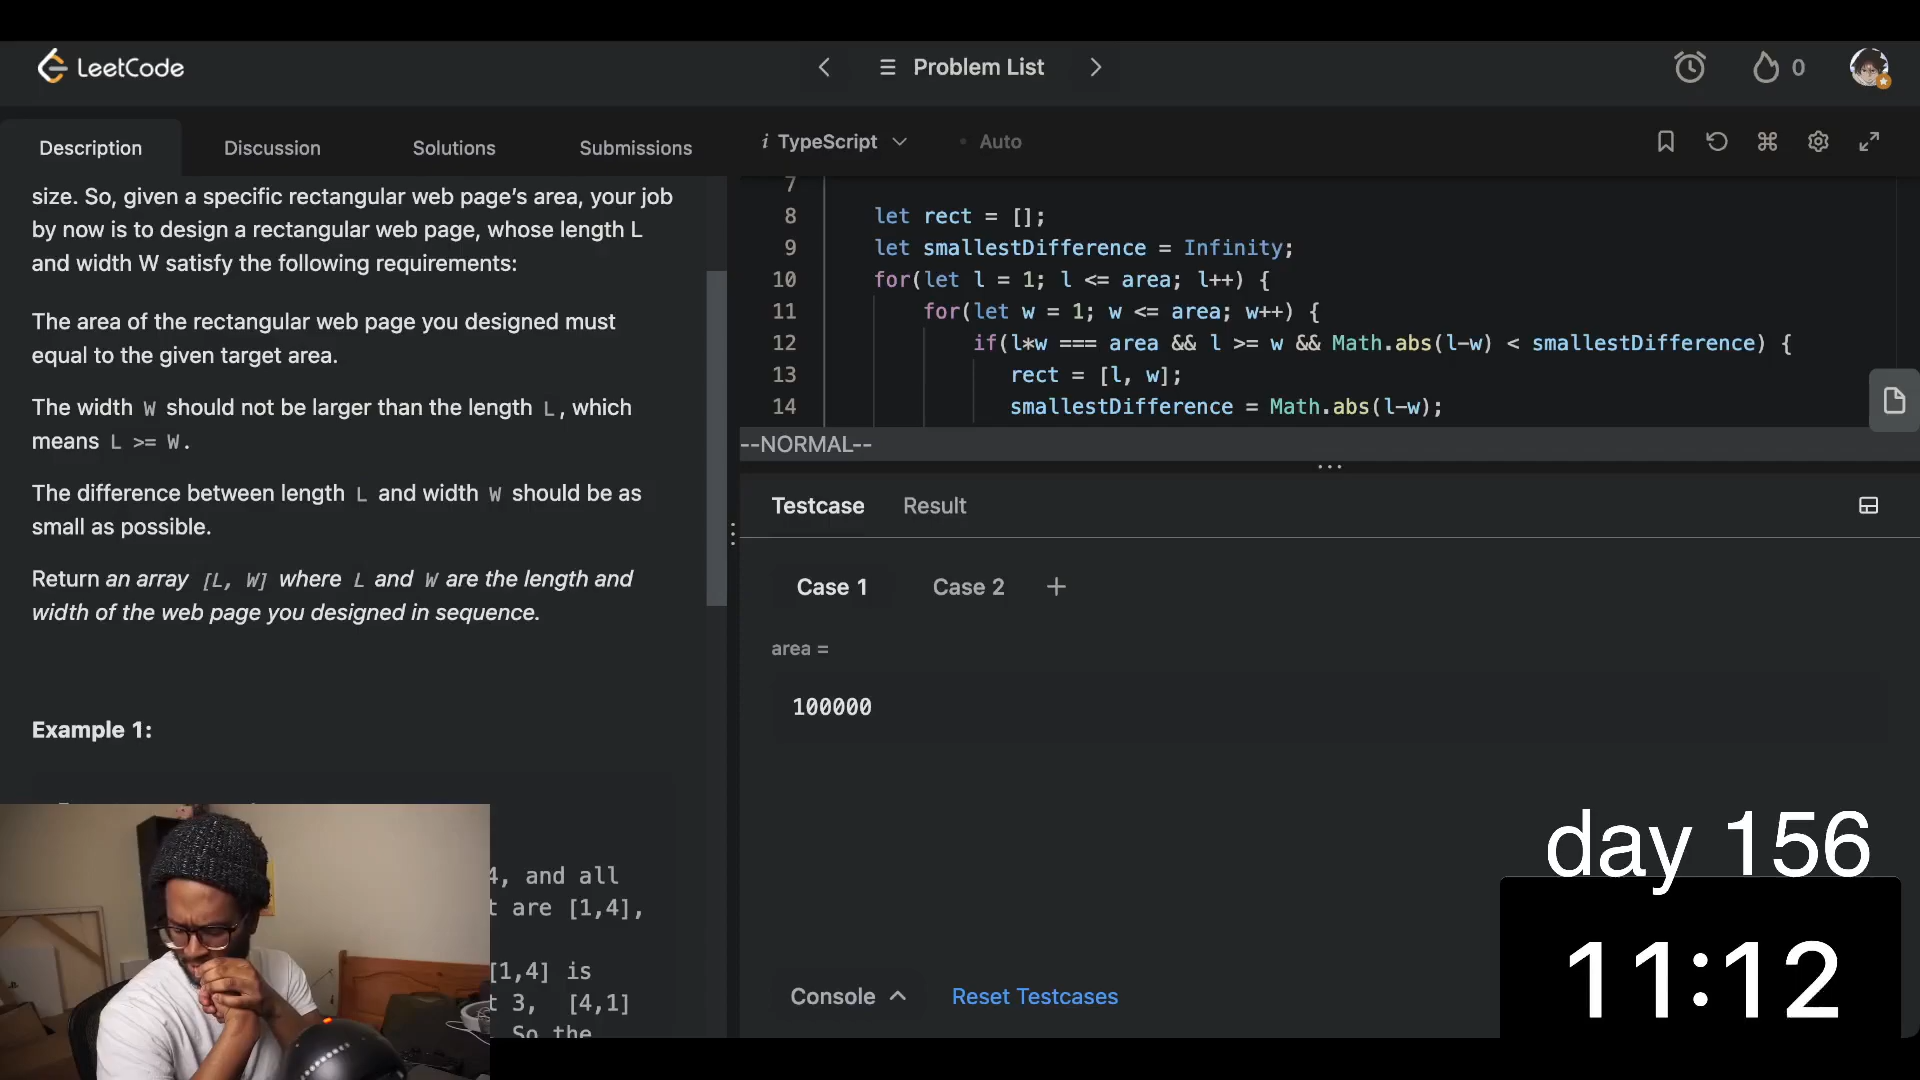 LeetCode
Problem List
0
Description
Discussion
Solutions
Submissions
size. So, given a specific rectangular web page's area, your job
by now is to design a rectangular web page, whose length L
and width W satisfy the following requirements:
The area of the rectangular web page you designed must
equal to the given target area.
The width W should not be larger than the length L, which
means L >= W.
The difference between length L and width W should be as
small as possible.
Return an array [L, W] where L and W are the length and
width of the web page you designed in sequence.
Example 1:
4, and all
t are [1,4],
[1,4] is
t 3, [4,1]
So the
i TypeScript
• Auto
7
8 let rect = [];
9 let smallestDifference = Infinity;
10 for(let l = 1; l <= area; l++) {
11 for(let w = 1; w <= area; w++) {
12 if(l*w === area && l >= w && Math.abs(l-w) < smallestDifference) {
13 rect = [l, w];
14 smallestDifference = Math.abs(l-w);
--NORMAL--
Testcase
Result
Case 1
Case 2
+
area =
100000
Console
Reset Testcases
day 156
11:12